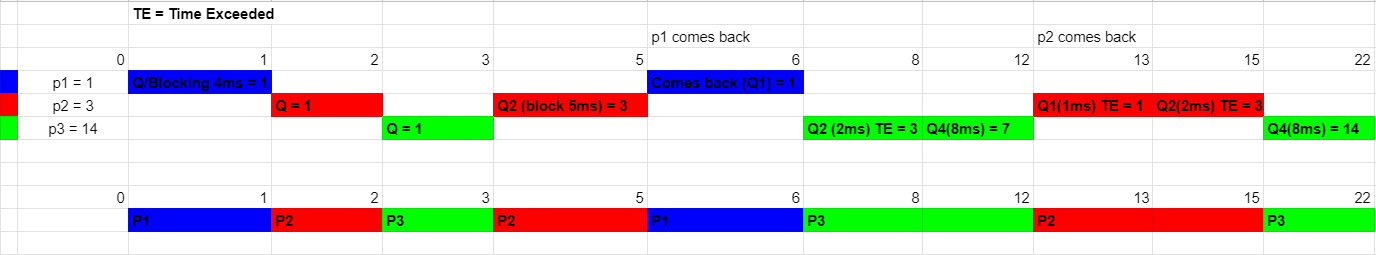 TE = Time Exceeded
p1 comes back p2 comes back
0 1 2 3 5 6 8 12 13 15 22
p1 = 1 Q/Blocking 4ms = 1 Comes back (Q1) = 1
p2 = 3 Q = 1 Q2 (block 5ms) = 3 Q1(1ms) TE = 1 Q2(2ms) TE = 3
p3 = 14 Q = 1 Q2 (2ms) TE = 3 Q4(8ms) = 7 Q4(8ms) = 14
0 1 2 3 5 6 8 12 13 15 22
P1 P2 P3 P2 P1 P3 P2 P3